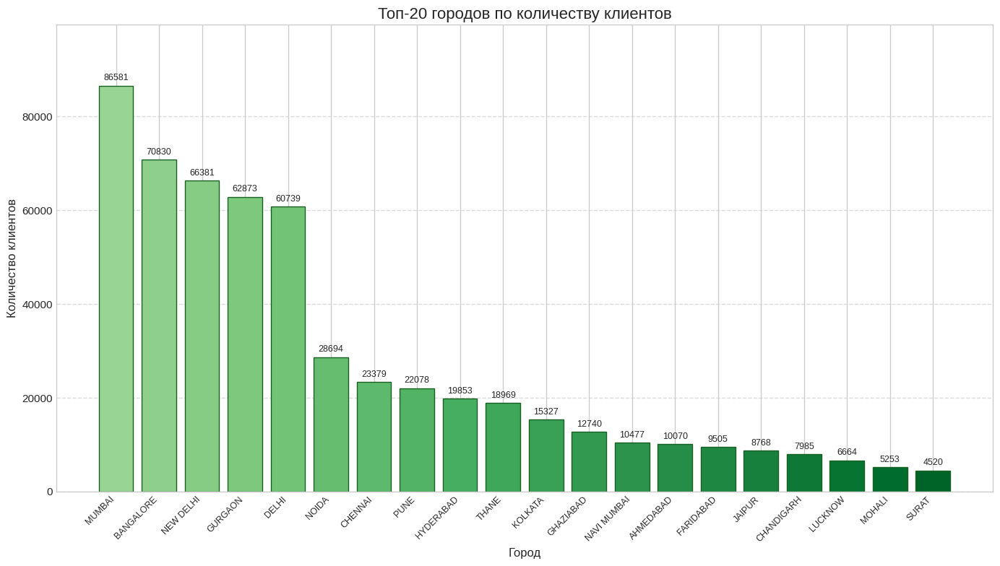 Топ-20 городов по количеству клиентов
Количество клиентов
80000
60000
40000
20000
0
86581
70830
66381
62873
60739
28694
23379
22078
19853
18969
15327
12740
10477
10070
9505
8768
7985
6664
5253
4520
MUMBAI
BANGALORE
NEW DELHI
GURGAON
DELHI
NOIDA
CHENNAI
PUNE
HYDERABAD
THANE
KOLKATA
GHAZIABAD
NAVI MUMBAI
AHMEDABAD
FARIDABAD
JAIPUR
CHANDIGARH
LUCKNOW
MOHALI
SURAT
Город